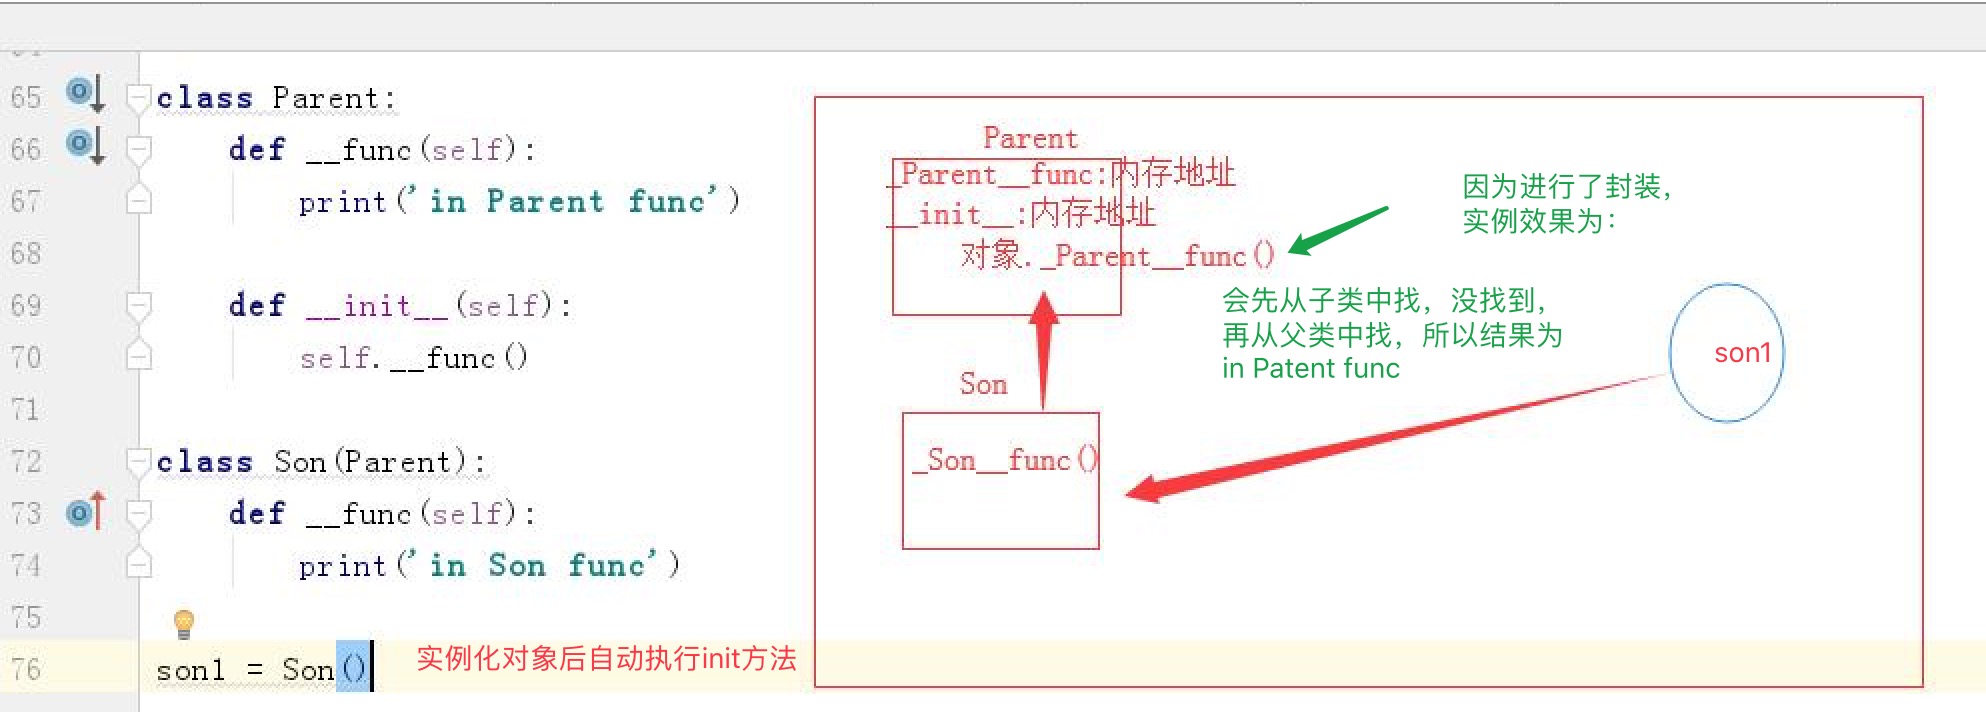 65 class Parent:
66 def __func(self):
67 print('in Parent func')
68
69 def __init__(self):
70 self.__func()
71
72 class Son(Parent):
73 def __func(self):
74 print('in Son func')
75
76 son1 = Son()
实例化对象后自动执行init方法
Parent
_Parent__func:内存地址
__init__:内存地址
对象._Parent__func()
因为进行了封装，
实例效果为：
会先从子类中找，没找到，
再从父类中找，所以结果为
in Patent func
Son
_Son__func()
son1